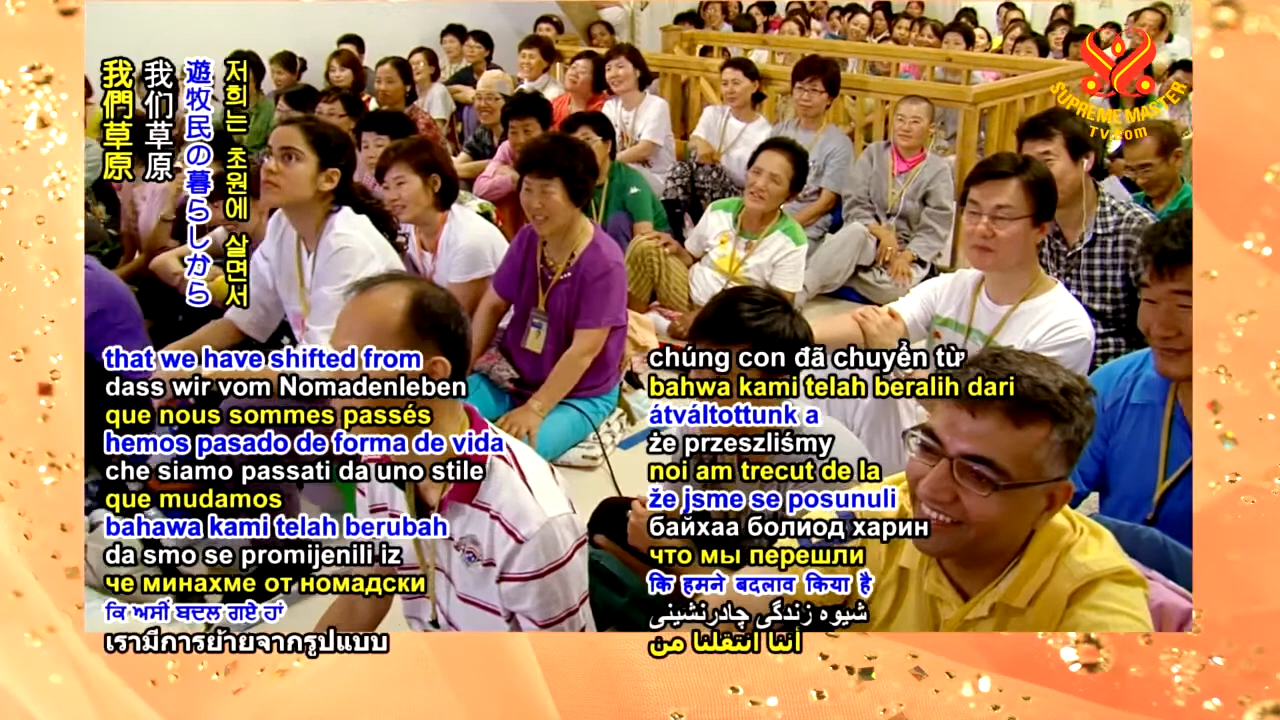 저희는 초원에 살면서
遊牧民の暮らしから
我们草原
我們草原
SUPREME MASTER
TV.com
that we have shifted from
dass wir vom Nomadenleben
que nous sommes passés
hemos pasado de forma de vida
che siamo passati da uno stile
que mudamos
bahawa kami telah berubah
da smo se promijenili iz
че минахме от номадски
ਕਿ ਅਸੀਂ ਬਦਲ ਗਏ ਹਾਂ
เรามีการย้ายจากรูปแบบ
chúng con đã chuyển từ
bahwa kami telah beralih dari
átváltottunk a
że przeszliśmy
noi am trecut de la
že jsme se posunuli
байхаа болиод харин
что мы перешли
कि हमने बदलाव किया है
شیوه زندگی چادرنشینی
أننا انتقلنا من